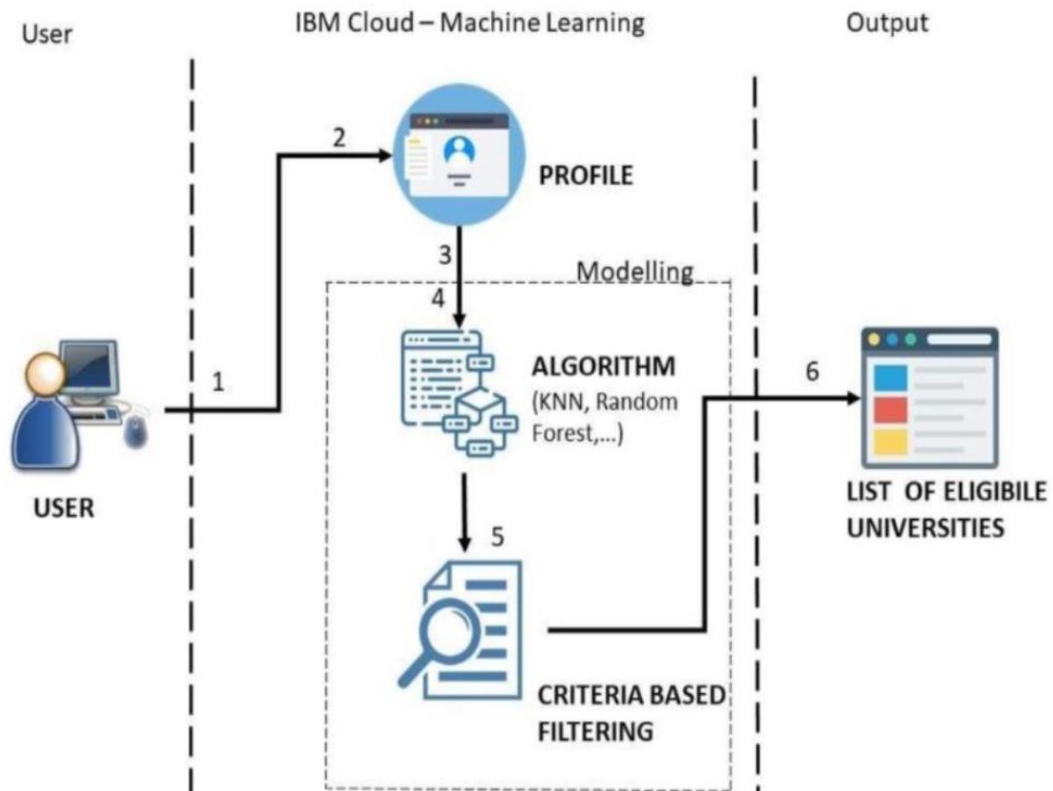 User
IBM Cloud – Machine Learning
Output
2
PROFILE
3
Modelling
4
1
ALGORITHM
(KNN, Random
Forest,...)
6
USER
LIST OF ELIGIBILE
UNIVERSITIES
5
CRITERIA BASED
FILTERING